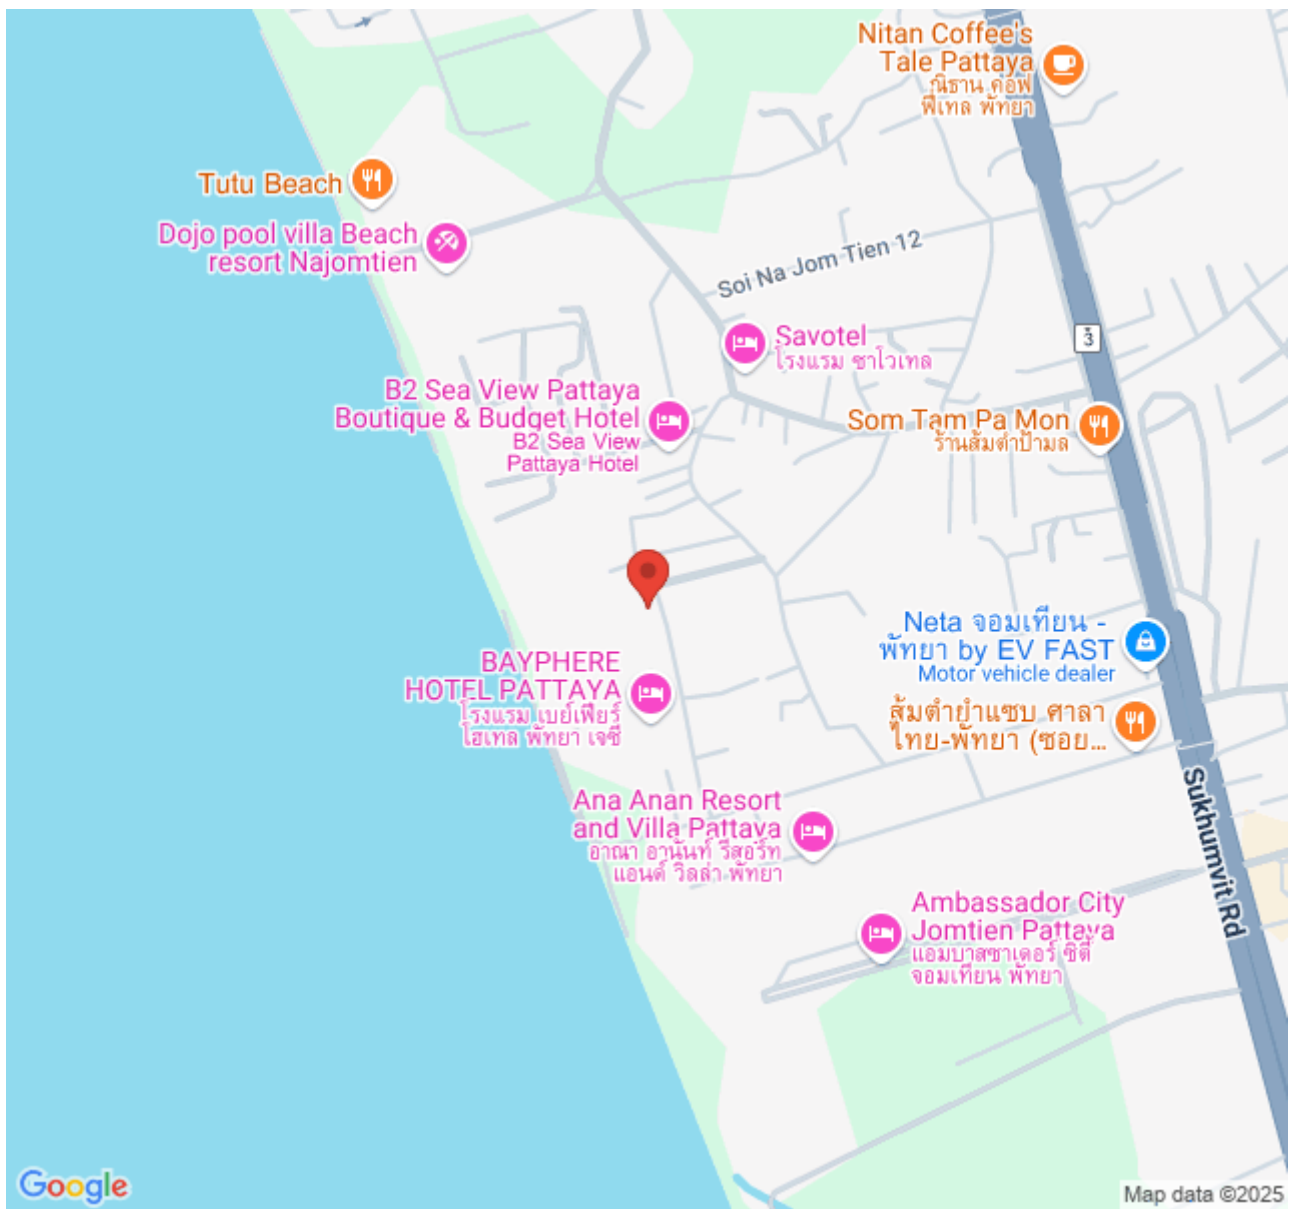 Nitan Coffee's
Tale Pattaya
ณิธาน คอฟ
ฟี่เทล พัทยา
Tutu Beach
Dojo pool villa Beach
resort Najomtien
Soi Na Jom Tien 12
3
Savotel
โรงแรม ซาโวเทล
B2 Sea View Pattaya
Boutique & Budget Hotel
B2 Sea View
Pattaya Hotel
Som Tam Pa Mon
ร้านส้มตำป้ามล
Neta จอมเทียน -
พัทยา by EV FAST
Motor vehicle dealer
BAYPHERE
HOTEL PATTAYA
โรงแรม เบย์เฟียร์
โฮเทล พัทยา เจซี
ส้มตำยำแซบ ศาลา
ไทย-พัทยา (ซอย...
Sukhumvit Rd
Ana Anan Resort
and Villa Pattaya
อาณา อานันท์ รีสอร์ท
แอนด์ วิลล่า พัทยา
Ambassador City
Jomtien Pattaya
แอมบาสซาเดอร์ ซิตี้
จอมเทียน พัทยา
Google
Map data ©2025